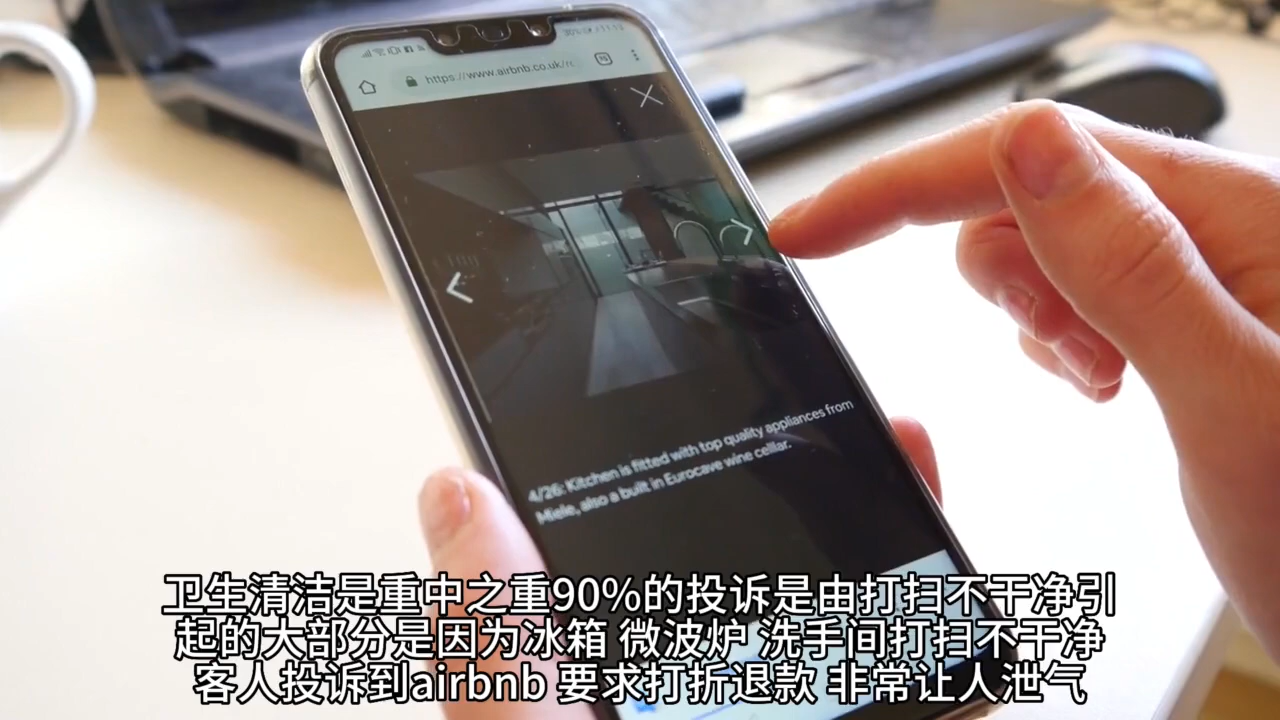 https://www.airbnb.co.uk/r
4/26: Kitchen is fitted with top quality appliances from
Miele, also a built in Eurocave wine celllar.
卫生清洁是重中之重90%的投诉是由打扫不干净引
起的大部分是因为冰箱 微波炉 洗手间打扫不干净
客人投诉到airbnb 要求打折退款 非常让人泄气